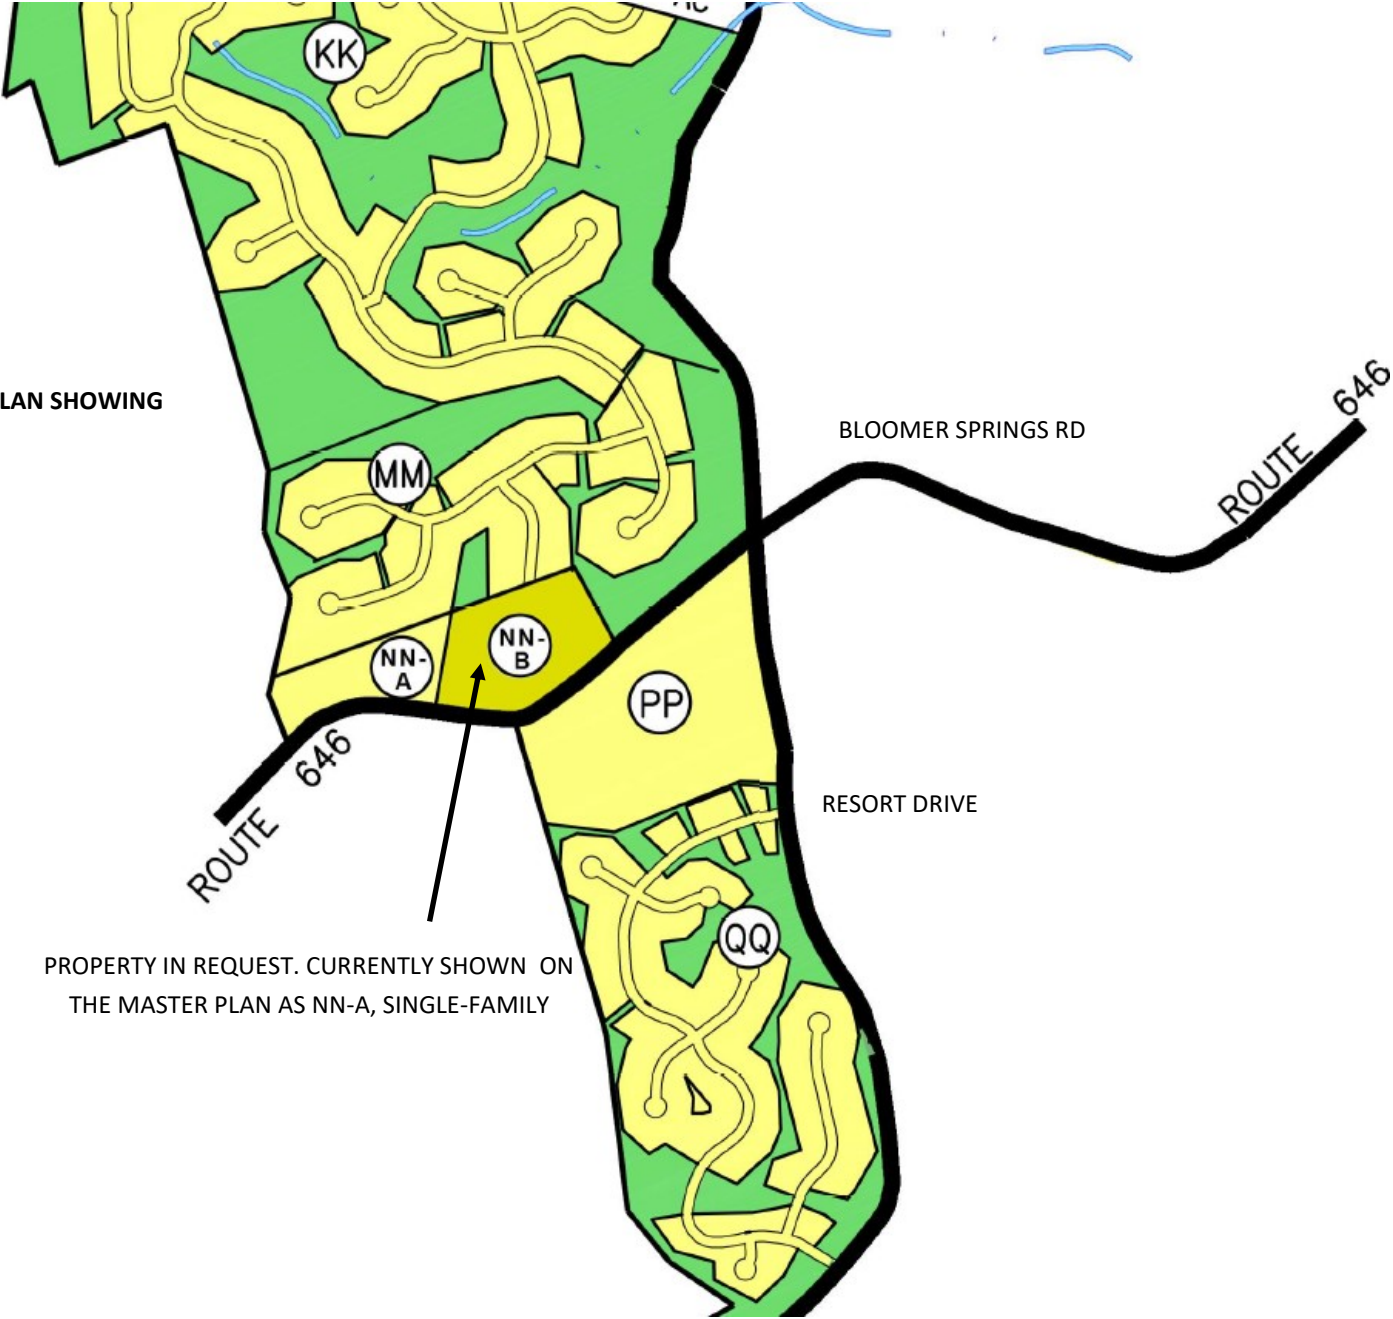 KK
LAN SHOWING
646
BLOOMER SPRINGS RD
MM
ROUTE
NN-
B
NN-
A
PP
646
RESORT DRIVE
ROUTE
QQ
PROPERTY IN REQUEST. CURRENTLY SHOWN ON
THE MASTER PLAN AS NN-A, SINGLE-FAMILY